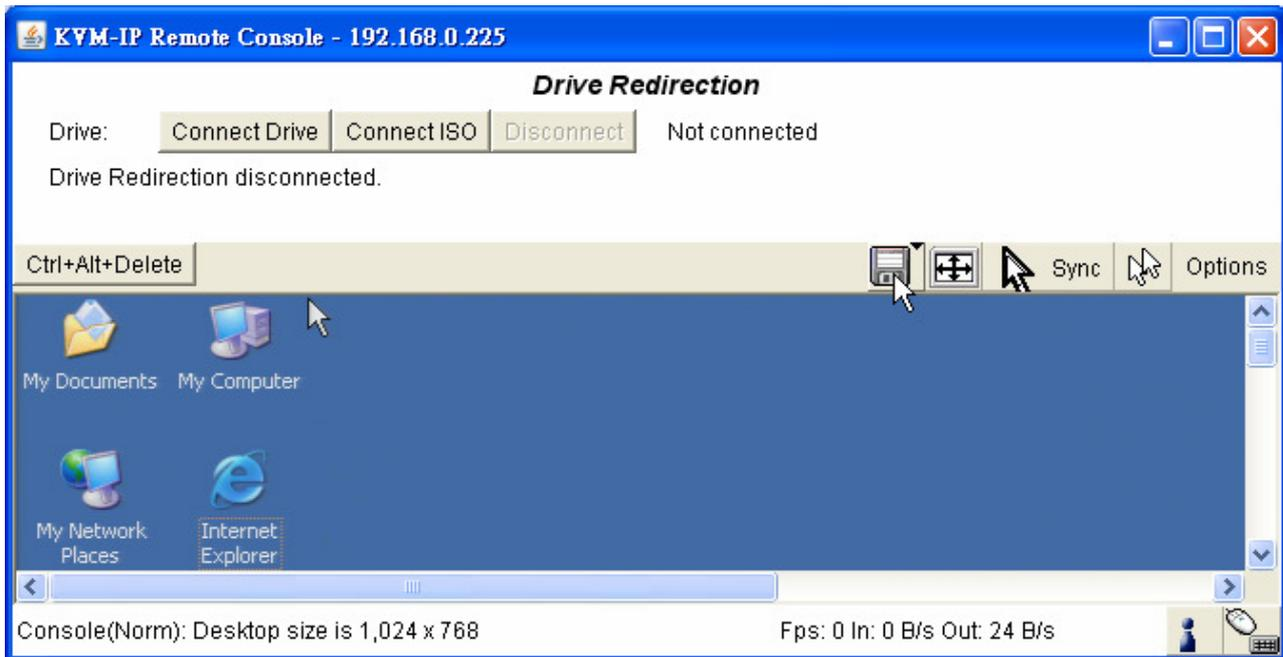 KVM-IP Remote Console - 192.168.0.225
Drive Redirection
Drive: Connect Drive Connect ISO Disconnect Not connected
Drive Redirection disconnected.
Ctrl+Alt+Delete Sync Options
My Documents My Computer
My Network Places
Internet Explorer
Console(Norm): Desktop size is 1,024 x 768 Fps: 0 In: 0 B/s Out: 24 B/s